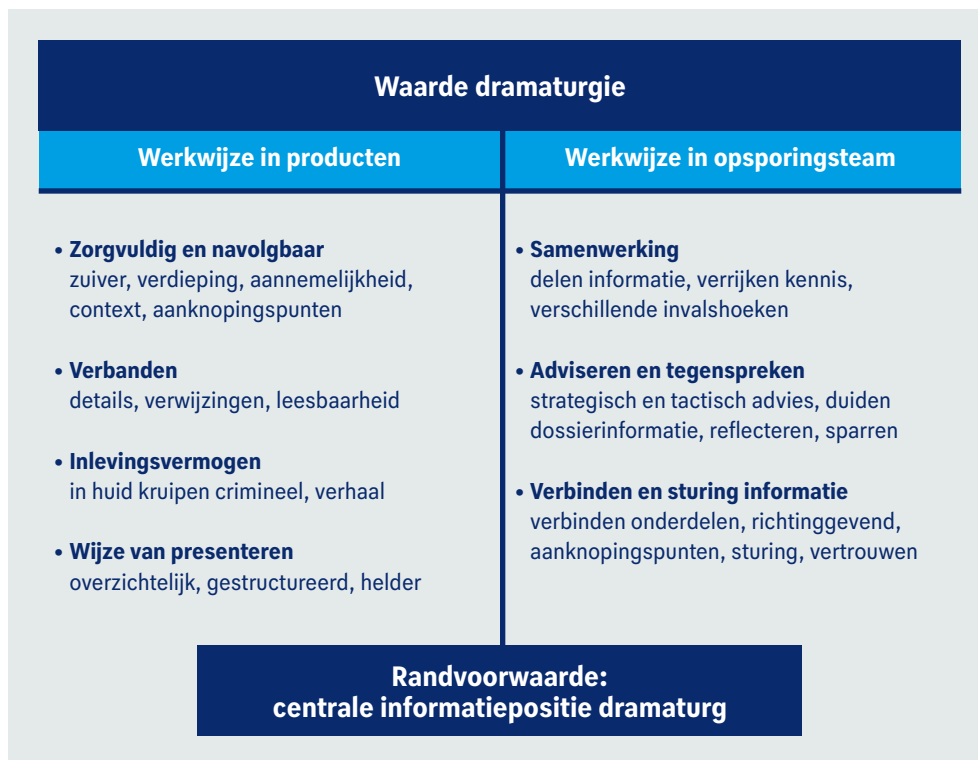 Waarde dramaturgie
Werkwijze in producten
• Zorgvuldig en navolgbaar
zuiver, verdieping, aannemelijkheid,
context, aanknopingspunten
• Verbanden
details, verwijzingen, leesbaarheid
• Inlevingsvermogen
in huid kruipen crimineel, verhaal
• Wijze van presenteren
overzichtelijk, gestructureerd, helder
Werkwijze in opsporingsteam
• Samenwerking
delen informatie, verrijken kennis,
verschillende invalshoeken
• Adviseren en tegenspreken
strategisch en tactisch advies, duiden
dossierinformatie, reflecteren, sparren
• Verbinden en sturing informatie
verbinden onderdelen, richtinggevend,
aanknopingspunten, sturing, vertrouwen
Randvoorwaarde:
centrale informatiepositie dramaturg